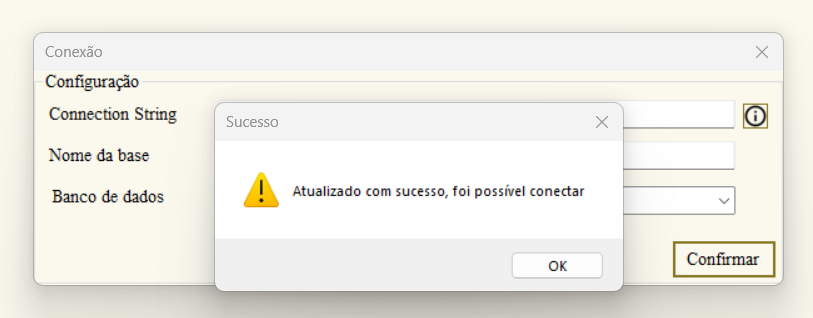 Conexão
Configuração
Connection String
Nome da base
Banco de dados
Sucesso
Atualizado com sucesso, foi possível conectar
OK
Confirmar